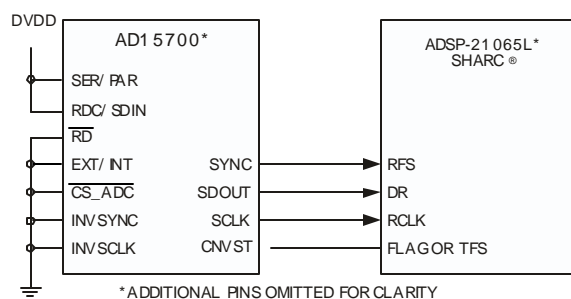 DVDD
AD15700*
SER/PAR
RDC/SDIN
RD
EXT/INT
CS_ADC
INVSYNC
INVSCLK
SYNC
SDOUT
SCLK
CNVST
ADSP-21065L*
SHARC ®
RFS
DR
RCLK
FLAG OR TFS
*ADDITIONAL PINS OMITTED FOR CLARITY